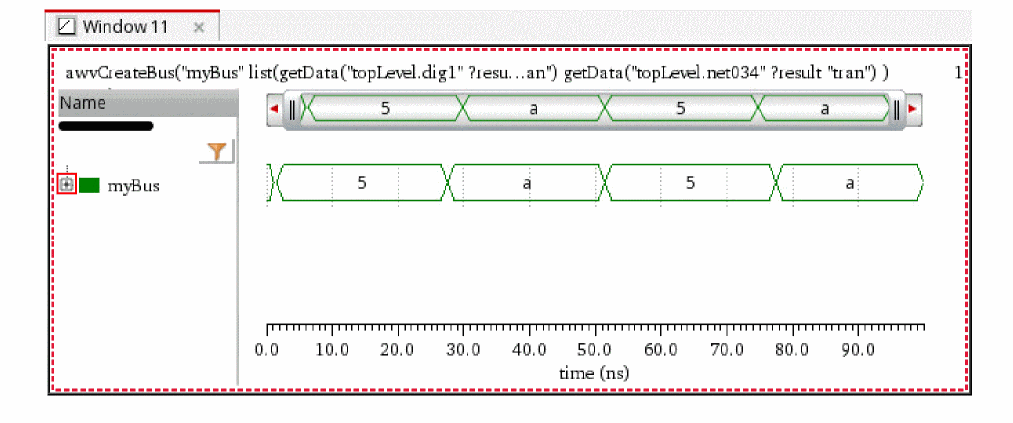 Window 11 ×
awvCreateBus("myBus" list(getData("topLevel.dig1" ?resu...an") getData("topLevel.net034" ?result "tran") ) 1
Name
5 a 5 a
myBus 5 a 5 a
0.0 10.0 20.0 30.0 40.0 50.0 60.0 70.0 80.0 90.0
time (ns)